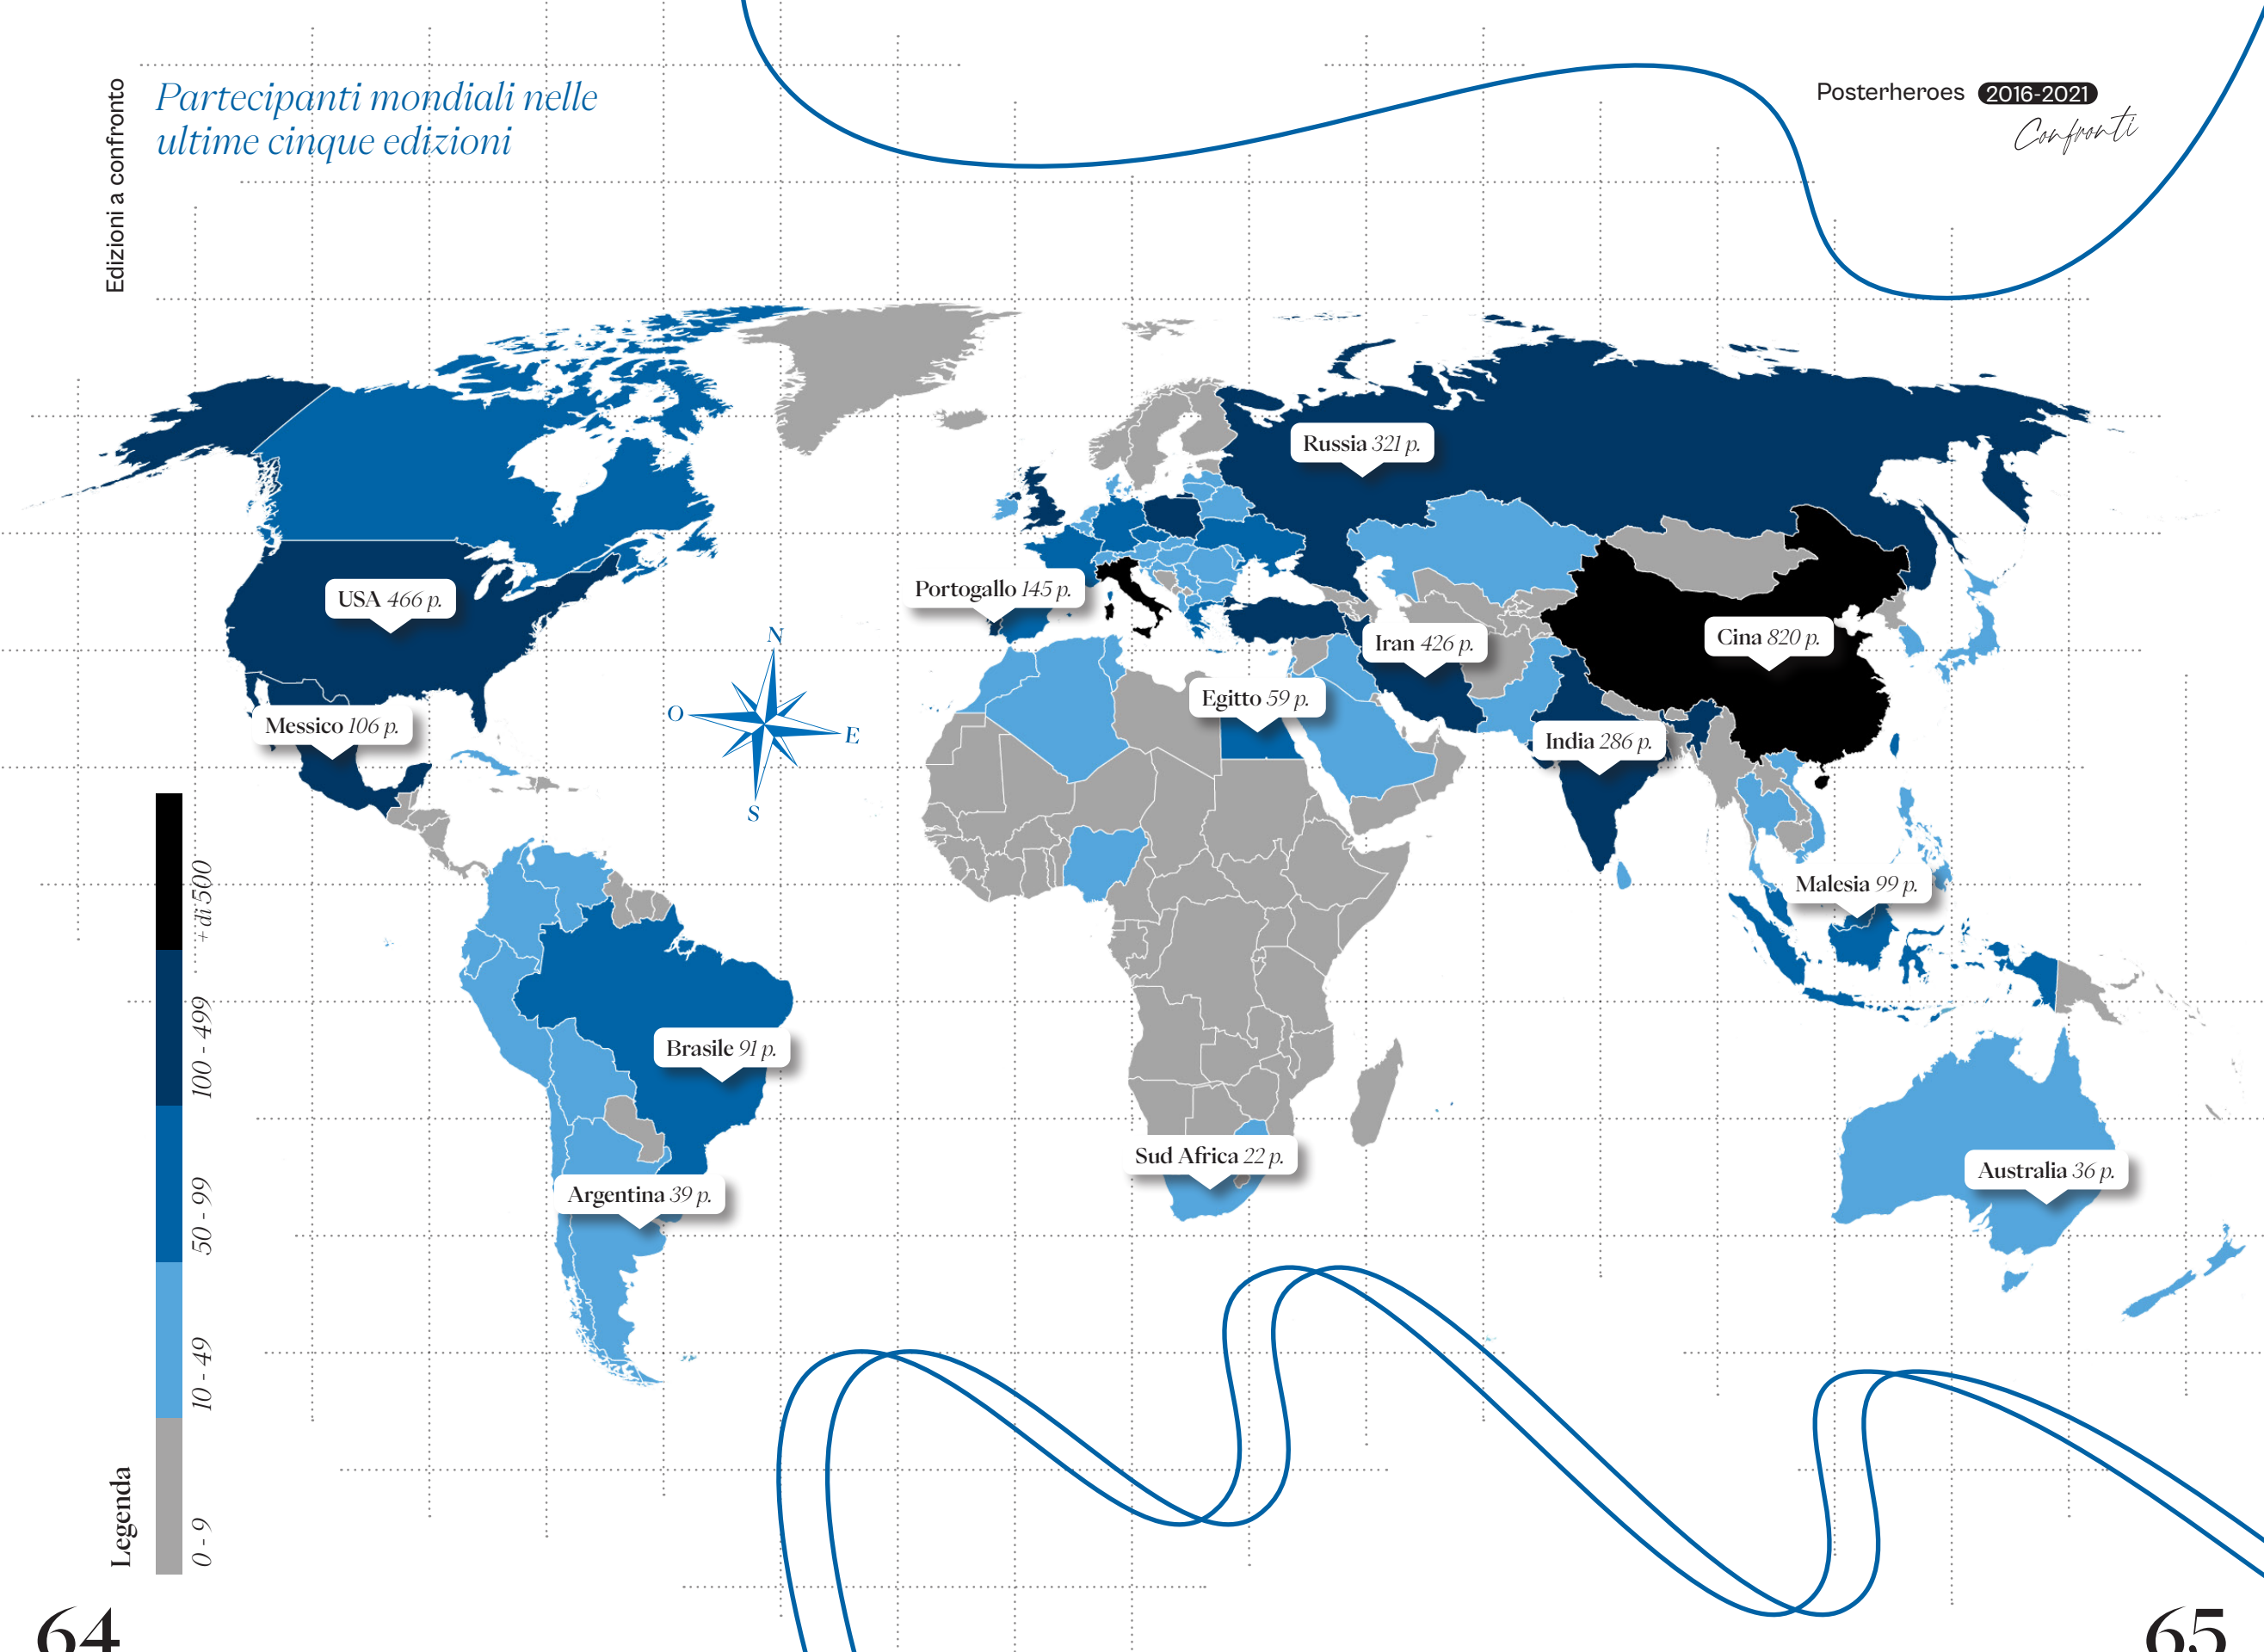 Edizioni a confronto
Partecipanti mondiali nelle
ultime cinque edizioni
Posterheroes 2016-2021
Confronti
Russia 321 p.
Portogallo 145 p.
USA 466 p.
Iran 426 p.
Cina 820 p.
Egitto 59 p.
Messico 106 p.
India 286 p.
N
O
E
S
Malesia 99 p.
Brasile 91 p.
Sud Africa 22 p.
Argentina 39 p.
Australia 36 p.
Legenda
+ di 500
100 - 499
50 - 99
10 - 49
0 - 9
64
65